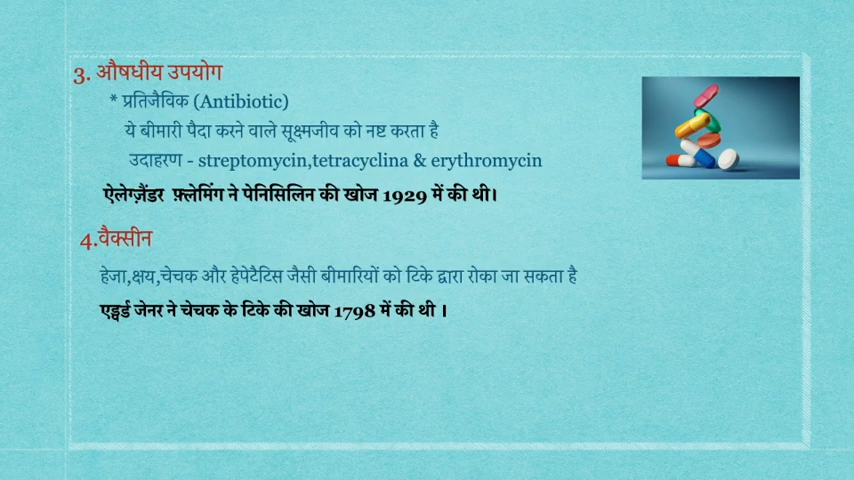 3. औषधीय उपयोग
* प्रतिजैविक (Antibiotic)
ये बीमारी पैदा करने वाले सूक्ष्मजीव को नष्ट करता है
उदाहरण - streptomycin,tetracyclina & erythromycin
ऐलेग्ज़ैंडर फ़्लेमिंग ने पेनिसिलिन की खोज 1929 में की थी।
4.वैक्सीन
हेजा,क्षय,चेचक और हेपेटैटिस जैसी बीमारियों को टिके द्वारा रोका जा सकता है
एड्वर्ड जेनर ने चेचक के टिके की खोज 1798 में की थी ।